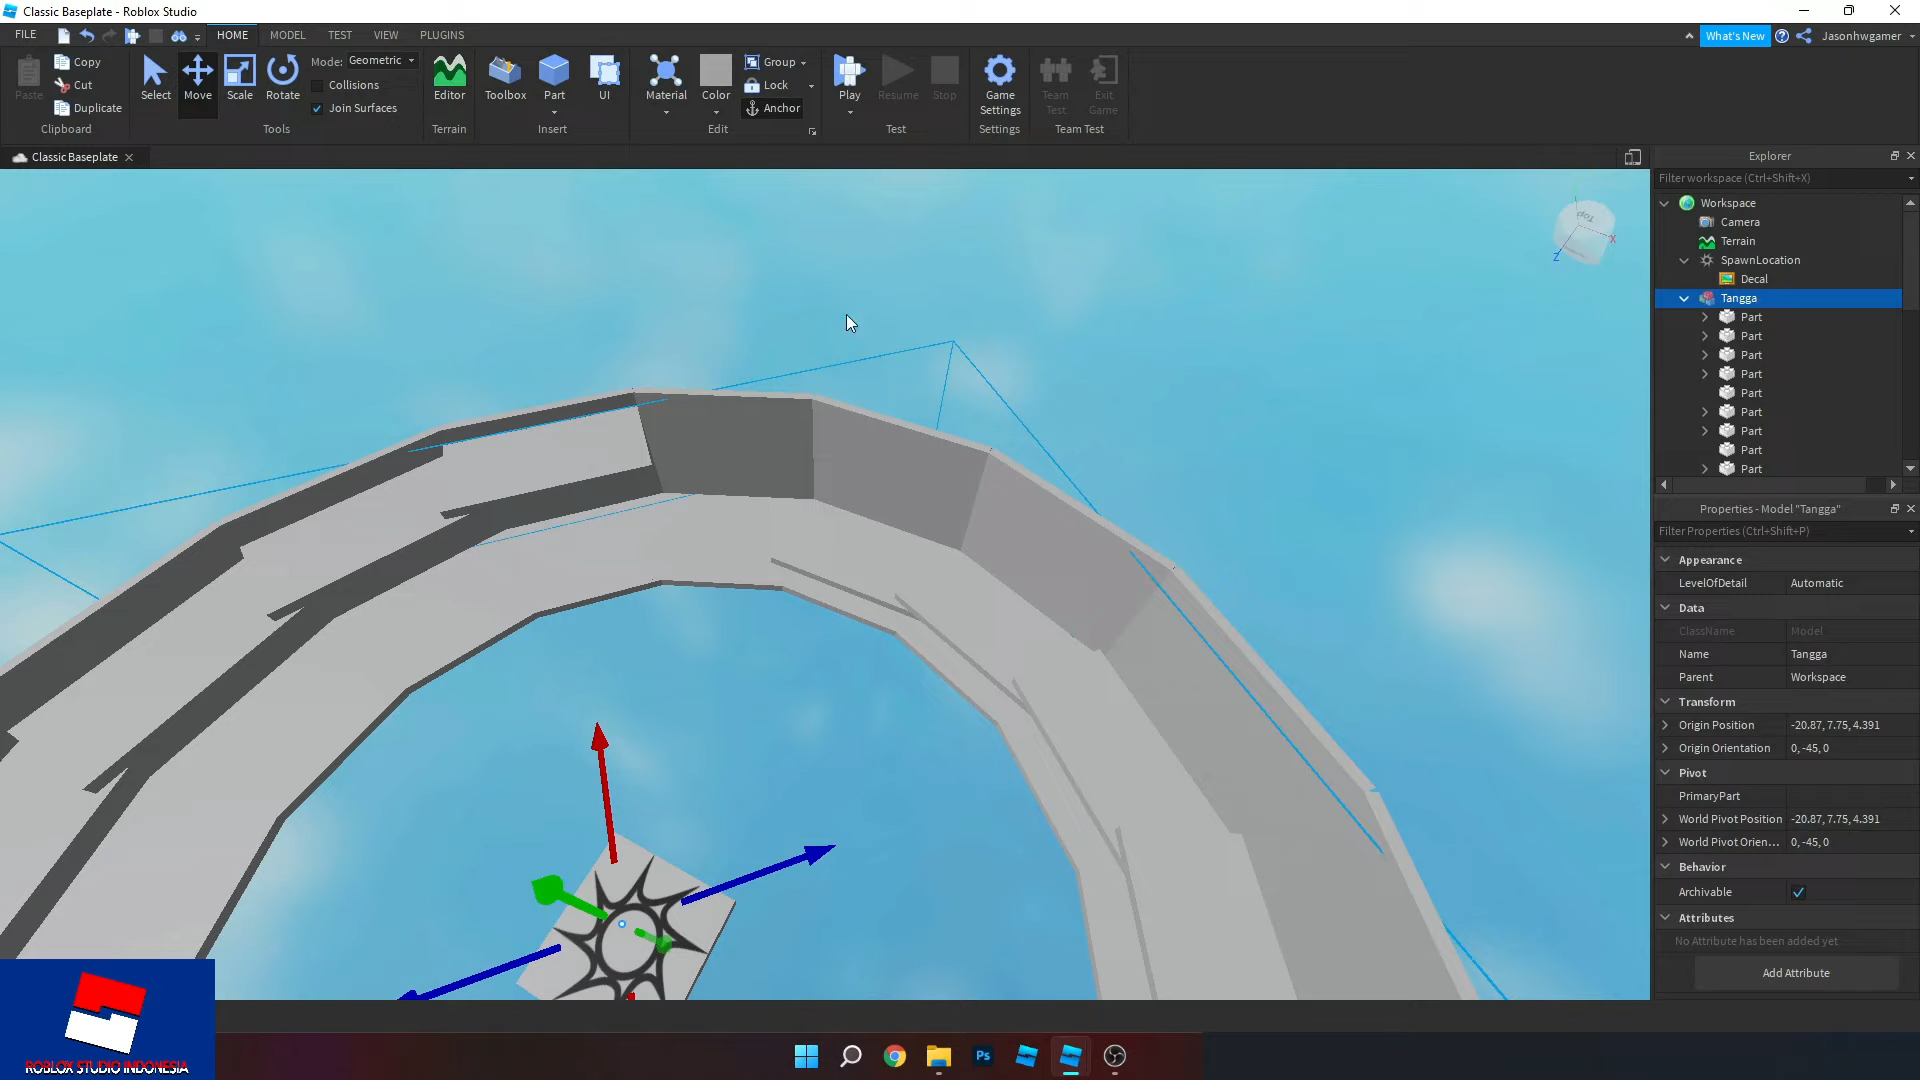 Classic Baseplate - Roblox Studio
FILE HOME MODEL TEST VIEW PLUGINS What's New Jasonhwgamer
Paste Copy Cut Duplicate Clipboard
Select Move Scale Rotate Mode: Geometric Collisions Join Surfaces Tools
Editor Terrain
Toolbox Part UI Insert
Material Color Group Lock Anchor Edit
Play Resume Stop Test
Game Settings Settings
Team Test Exit Game Team Test
Classic Baseplate
Top
X
Z
Explorer
Filter workspace (Ctrl+Shift+X)
Workspace
Camera
Terrain
SpawnLocation
Decal
Tangga
Part
Part
Part
Part
Part
Part
Part
Part
Part
Properties - Model "Tangga"
Filter Properties (Ctrl+Shift+P)
Appearance
LevelOfDetail Automatic
Data
ClassName Model
Name Tangga
Parent Workspace
Transform
Origin Position -20.87, 7.75, 4.391
Origin Orientation 0, -45, 0
Pivot
PrimaryPart
World Pivot Position -20.87, 7.75, 4.391
World Pivot Orien... 0, -45, 0
Behavior
Archivable
Attributes
No Attribute has been added yet
Add Attribute
ROBLOX STUDIO INDONESIA
Ps